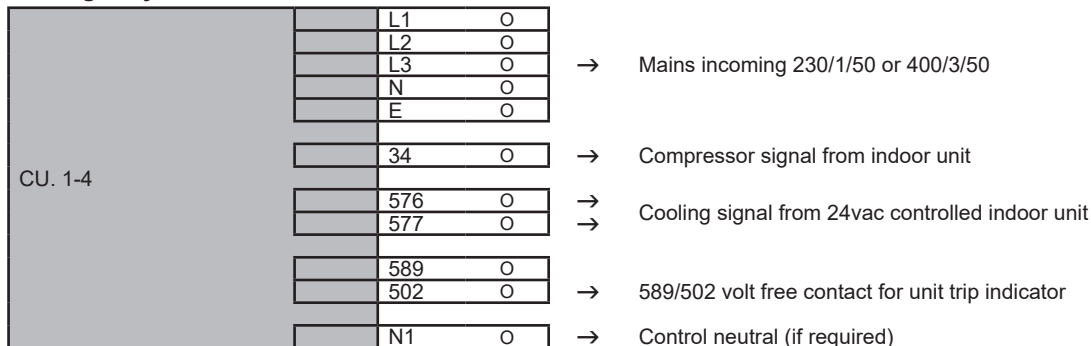 L1 O
L2 O
L3 O → Mains incoming 230/1/50 or 400/3/50
N O
E O
34 O → Compressor signal from indoor unit
CU. 1-4
576 O →
Cooling signal from 24vac controlled indoor unit
577 O →
589 O
502 O → 589/502 volt free contact for unit trip indicator
N1 O → Control neutral (if required)